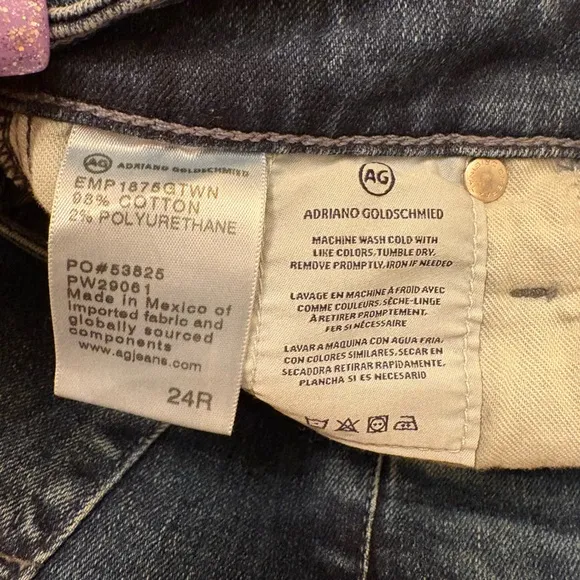 AG ADRIANO GOLDSCHMIED
EMP1875GTWN
98% COTTON
2% POLYURETHANE
PO#53825
PW29061
Made in Mexico of
imported fabric and
globally sourced
components
www.agjeans.com
24R
AG
ADRIANO GOLDSCHMIED
MACHINE WASH COLD WITH
LIKE COLORS, TUMBLE DRY,
REMOVE PROMPTLY, IRON IF NEEDED
LAVAGE EN MACHINE À FROID AVEC
COMME COULEURS, SÈCHE-LINGE
À RETIRER PROMPTEMENT,
FER SI NÉCESSAIRE
LAVAR A MAQUINA CON AGUA FRIA,
CON COLORES SIMILARES, SECAR EN
SECADORA RETIRAR RAPIDAMENTE,
PLANCHA SI ES NECESARIO